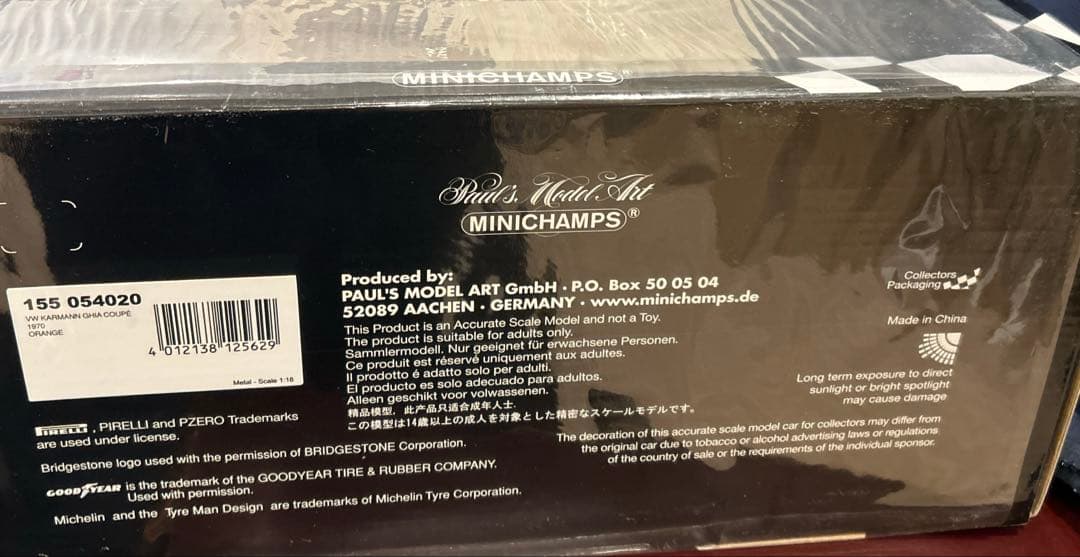 MINICHAMPS®
Paul's Model Art
MINICHAMPS®
155 054020
VW KARMANN GHIA COUPÉ
1970
ORANGE
4 012138 125629
Metal - Scale 1:18
Produced by:
PAUL'S MODEL ART GmbH · P.O. Box 50 05 04
52089 AACHEN · GERMANY · www.minichamps.de
This Product is an Accurate Scale Model and not a Toy.
The product is suitable for adults only.
Sammlermodell. Nur geeignet für erwachsene Personen.
Ce produit est réservé uniquement aux adultes.
Il prodotto é adatto solo per adulti.
El producto es solo adecuado para adultos.
Alleen geschikt voor volwassenen.
精品模型，此产品只适合成年人士.
この模型は14歳以上の成人を対象とした精密なスケールモデルです。
Collectors
Packaging
Made in China
Long term exposure to direct
sunlight or bright spotlight
may cause damage
The decoration of this accurate scale model car for collectors may differ from
the original car due to tobacco or alcohol advertising laws or regulations
of the country of sale or the requirements of the individual sponsor.
PIRELLI, PIRELLI and PZERO Trademarks
are used under license.
Bridgestone logo used with the permission of BRIDGESTONE Corporation.
GOODYEAR is the trademark of the GOODYEAR TIRE & RUBBER COMPANY.
Used with permission.
Michelin and the Tyre Man Design are trademarks of Michelin Tyre Corporation.